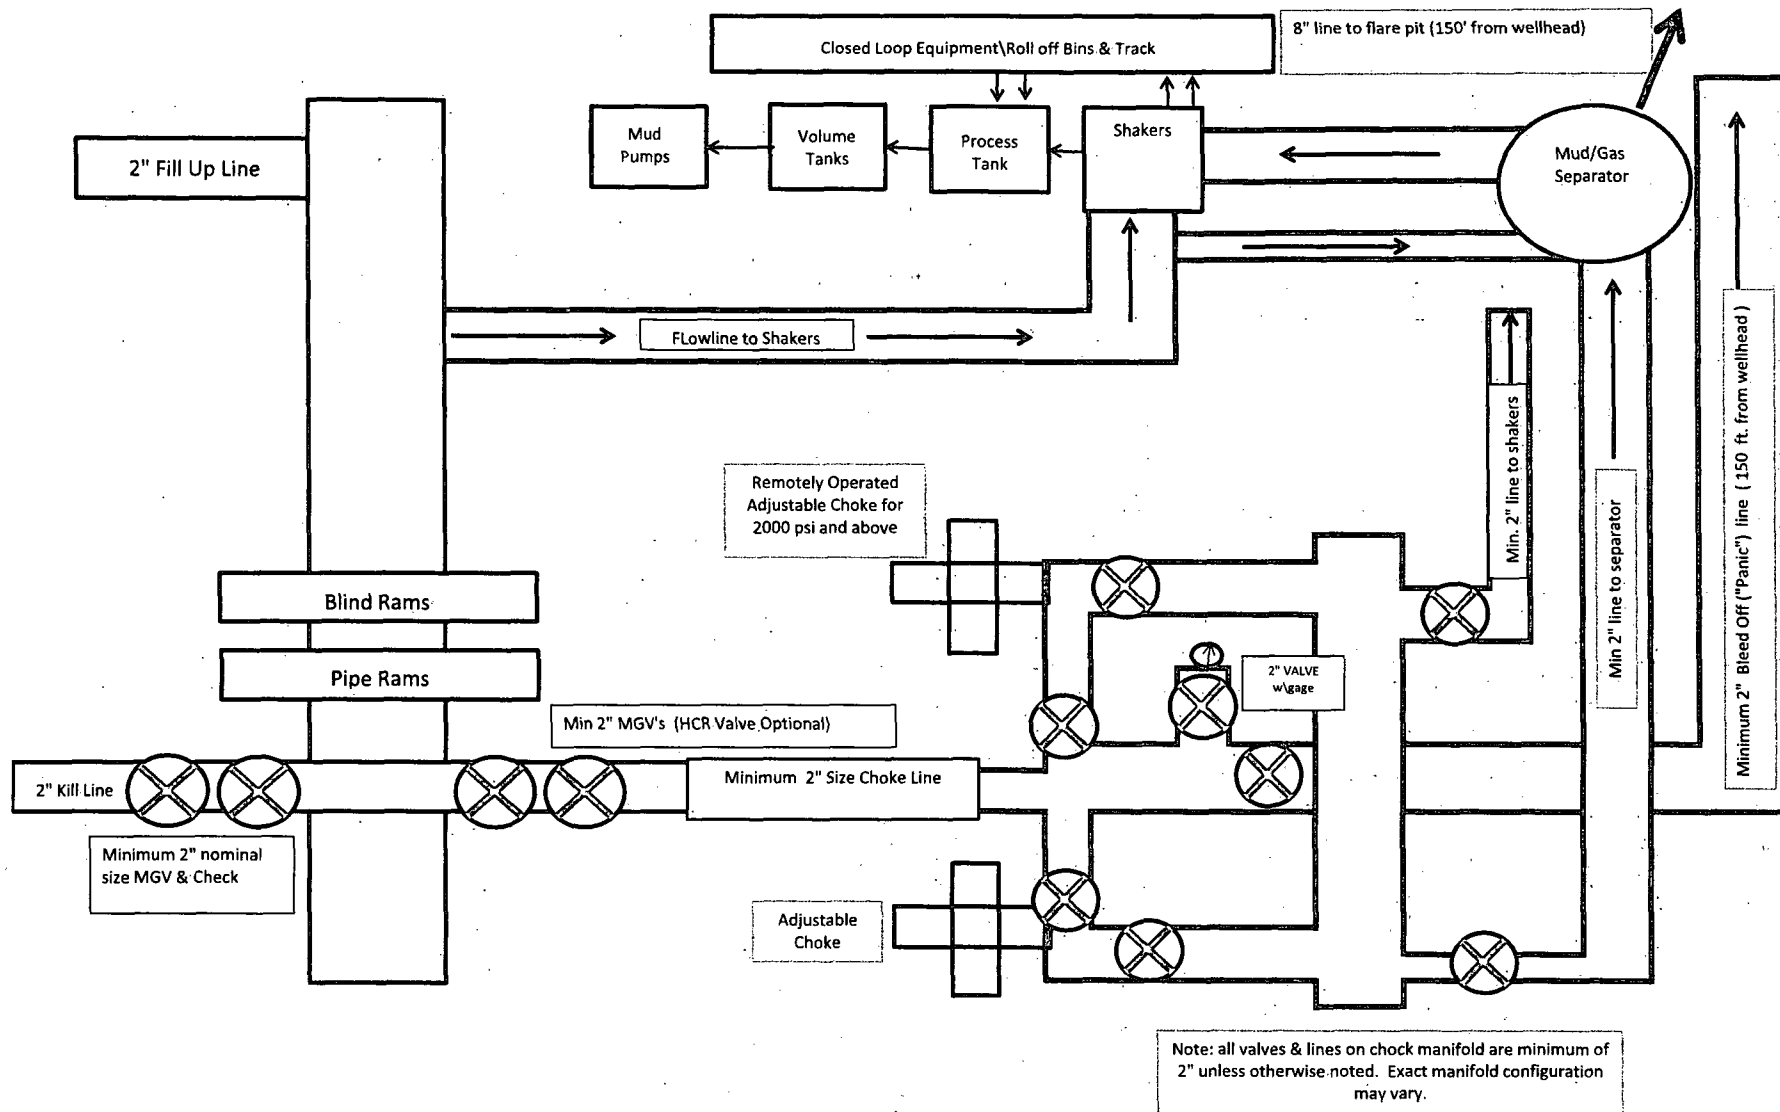 8" line to flare pit (150' from wellhead)
Closed Loop Equipment\Roll off Bins & Track
Mud
Pumps
Volume
Tanks
Process
Tank
Shakers
Mud/Gas
Separator
2" Fill Up Line
FLowline to Shakers
Min. 2" line to shakers
Min 2" line to separator
Minimum 2" Bleed Off ("Panic") line ( 150 ft. from wellhead )
Remotely Operated
Adjustable Choke for
2000 psi and above
Blind Rams
Pipe Rams
2" VALVE
w\gage
Min 2" MGV's (HCR Valve Optional)
2" Kill Line
Minimum 2" Size Choke Line
Minimum 2" nominal
size MGV & Check
Adjustable
Choke
Note: all valves & lines on chock manifold are minimum of
2" unless otherwise noted. Exact manifold configuration
may vary.